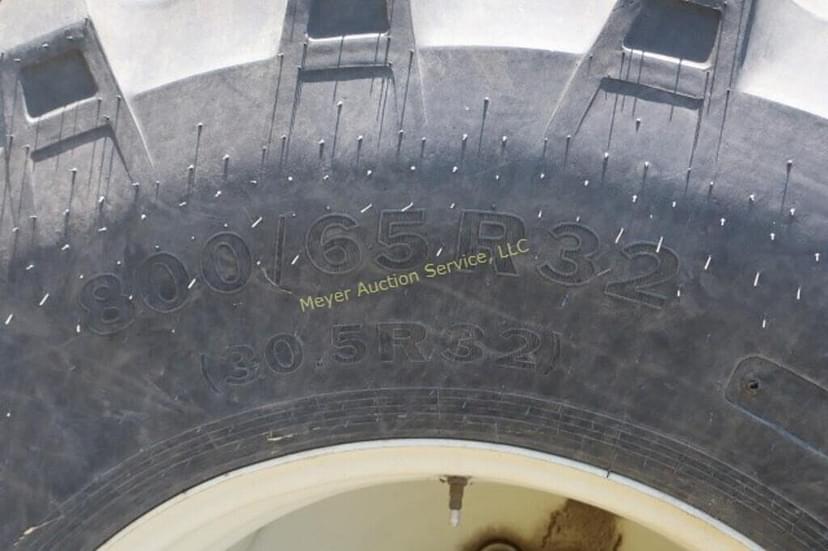 800/65R32
Meyer Auction Service, LLC
(30.5R32)